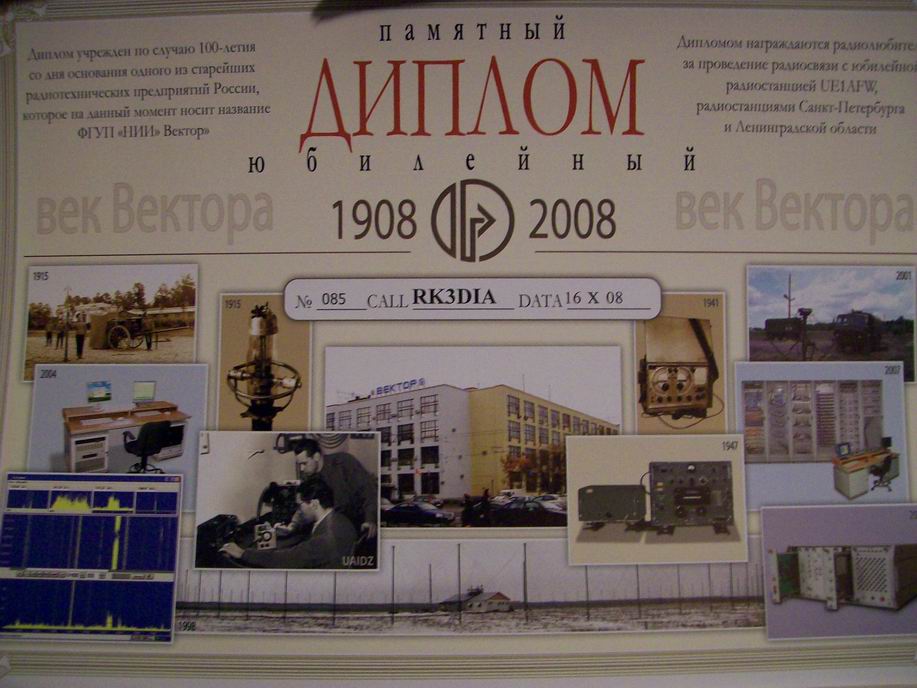 памятный
ДИПЛОМ
юбилейный
Диплом учрежден по случаю 100-летия
со дня основания одного из старейших
радиотехнических предприятий России,
которое на данный момент носит название
ФГУП «НИИ» Вектор»
Дипломом награждаются радиолюбители
за проведение радиосвязи с юбилейной
радиостанцией UE1AFW,
радиостанциями Санкт-Петербурга
и Ленинградской области
век Вектора
1908 2008
век Вектора
№ 085 CALL RK3DIA DATA 16 X 08
1915
1915
1941
2001
2004
ВЕКТОР
2007
1947
UA1DZ
1998